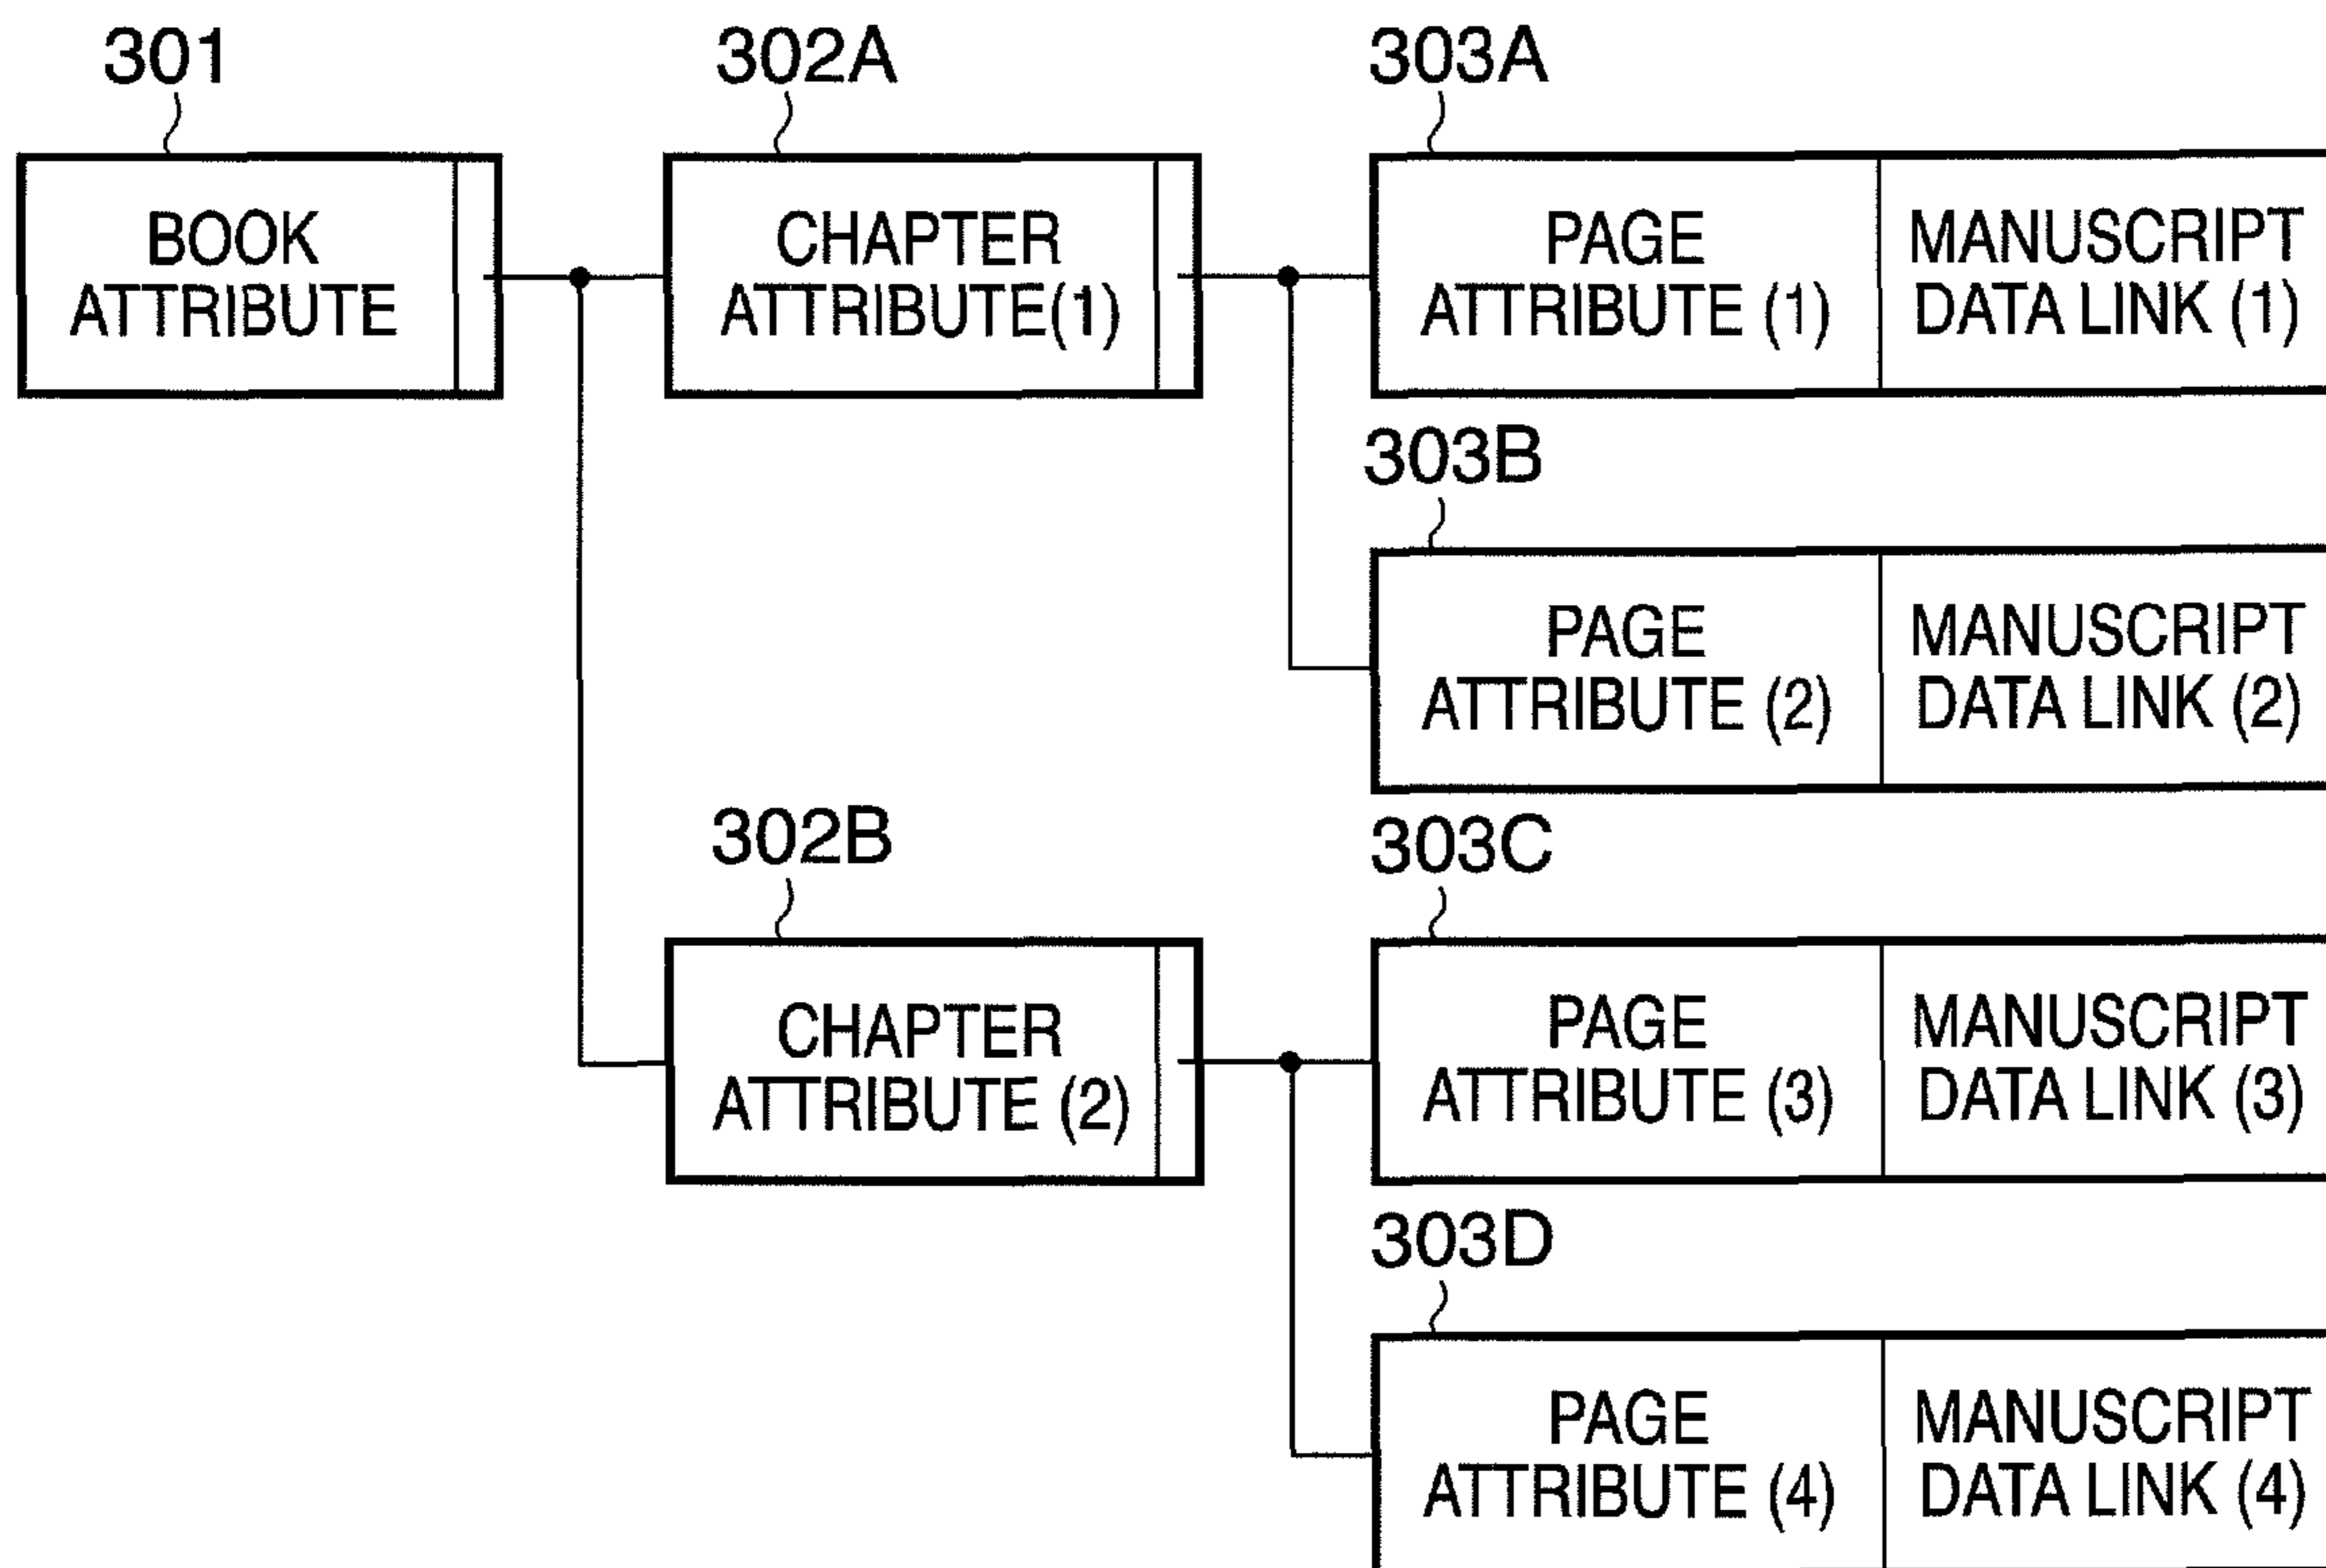 301
302A
303A
BOOK
ATTRIBUTE
CHAPTER
ATTRIBUTE(1)
PAGE
ATTRIBUTE (1)
MANUSCRIPT
DATA LINK (1)
303B
PAGE
ATTRIBUTE (2)
MANUSCRIPT
DATA LINK (2)
302B
303C
CHAPTER
ATTRIBUTE (2)
PAGE
ATTRIBUTE (3)
MANUSCRIPT
DATA LINK (3)
303D
PAGE
ATTRIBUTE (4)
MANUSCRIPT
DATA LINK (4)